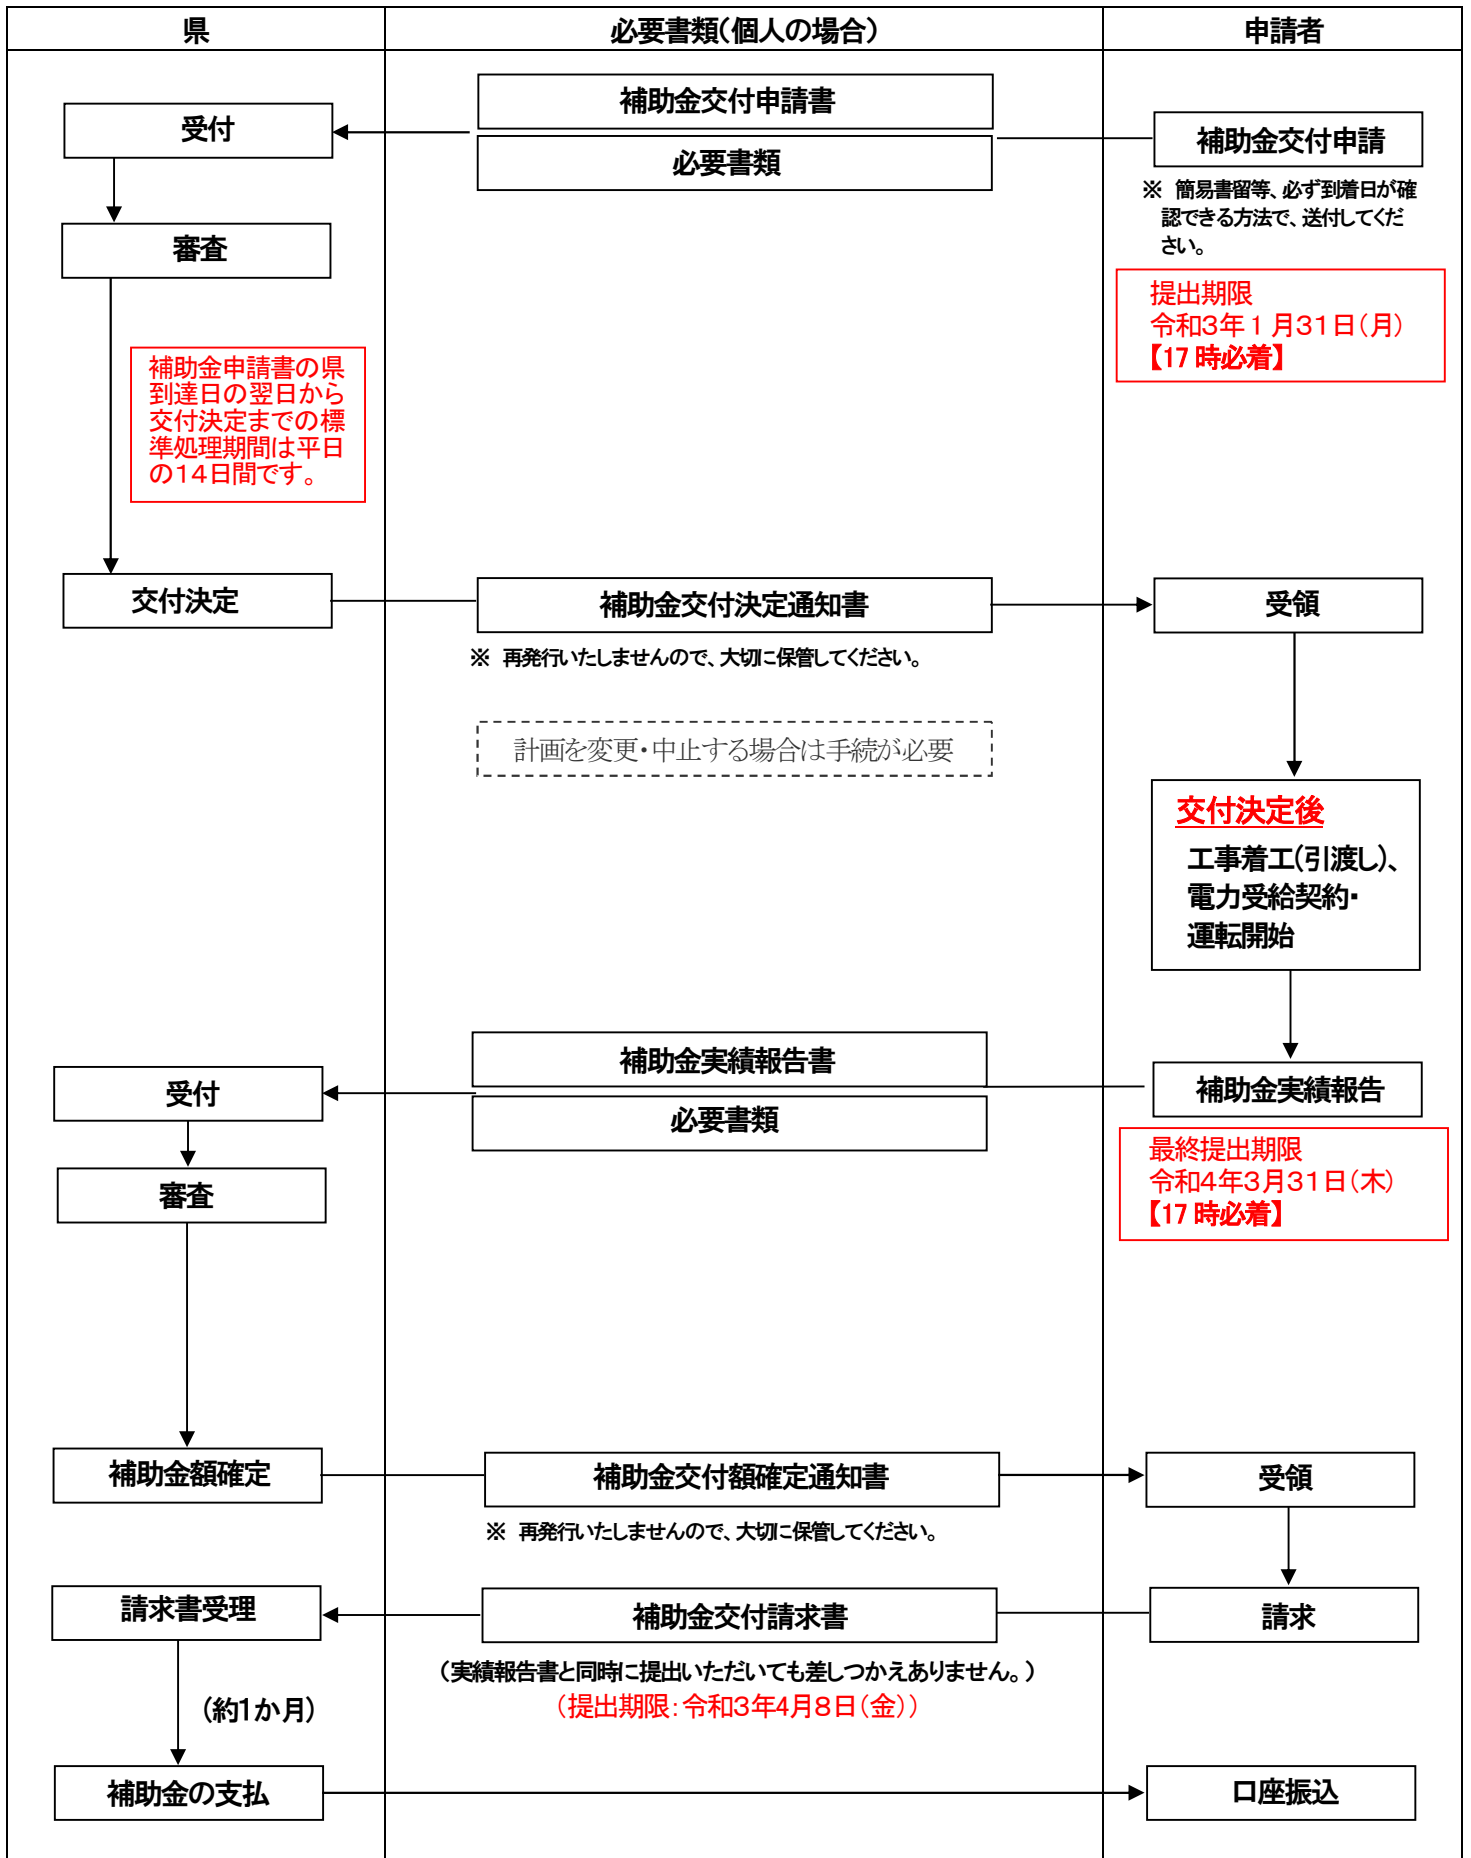 県
必要書類（個人の場合）
申請者
補助金交付申請書
必要書類
受付
補助金交付申請
※ 簡易書留等、必ず到着日が確
認できる方法で、送付してくだ
さい。
審査
提出期限
令和３年１月３１日（月）
【17 時必着】
補助金申請書の県
到達日の翌日から
交付決定までの標
準処理期間は平日
の１４日間です。
交付決定
補助金交付決定通知書
受領
※ 再発行いたしませんので、大切に保管してください。
計画を変更・中止する場合は手続が必要
交付決定後
工事着工（引渡し）、
電力受給契約・
運転開始
補助金実績報告書
必要書類
受付
補助金実績報告
最終提出期限
令和４年３月３１日（木）
【17 時必着】
審査
補助金額確定
補助金交付額確定通知書
受領
※ 再発行いたしませんので、大切に保管してください。
請求書受理
補助金交付請求書
請求
（実績報告書と同時に提出いただいても差しつかえありません。）
（提出期限：令和３年４月８日（金））
（約１か月）
補助金の支払
口座振込